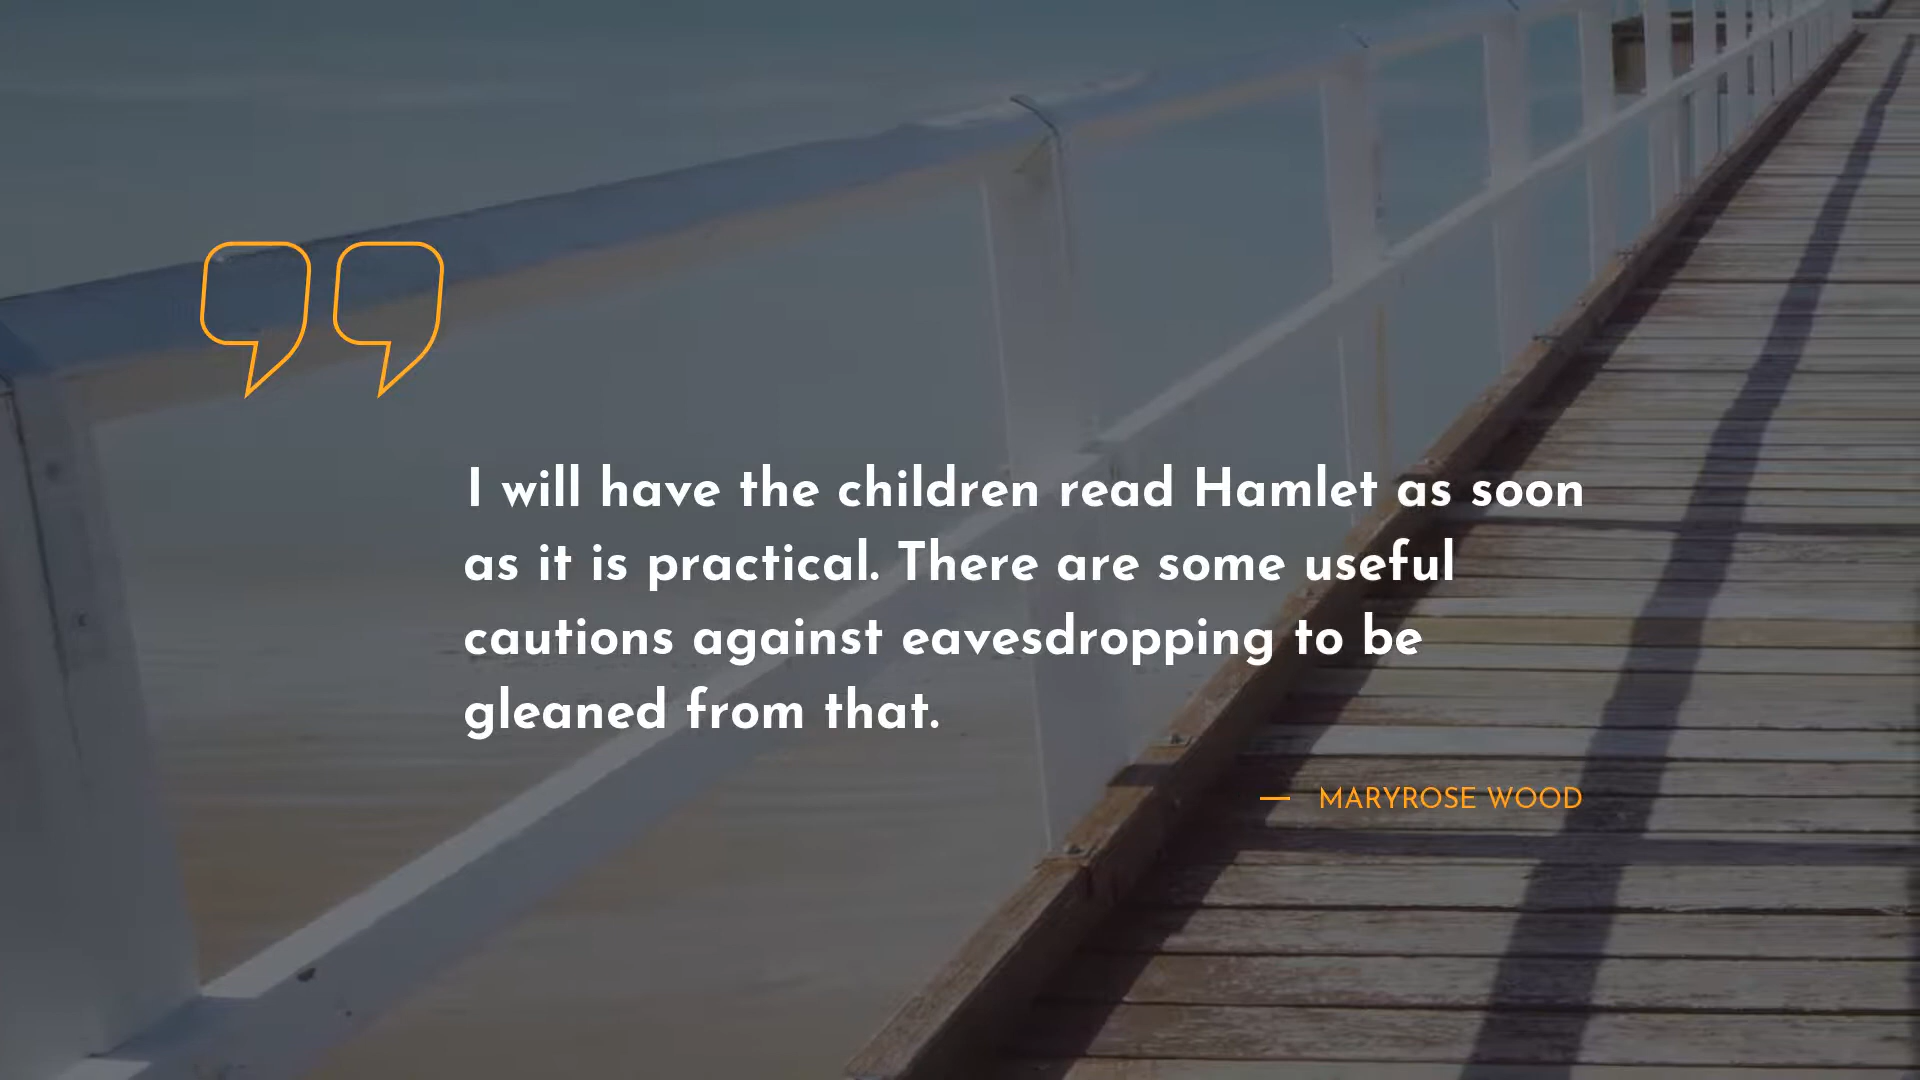 I will have the children read Hamlet as soon
as it is practical. There are some useful
cautions against eavesdropping to be
gleaned from that.
— MARYROSE WOOD